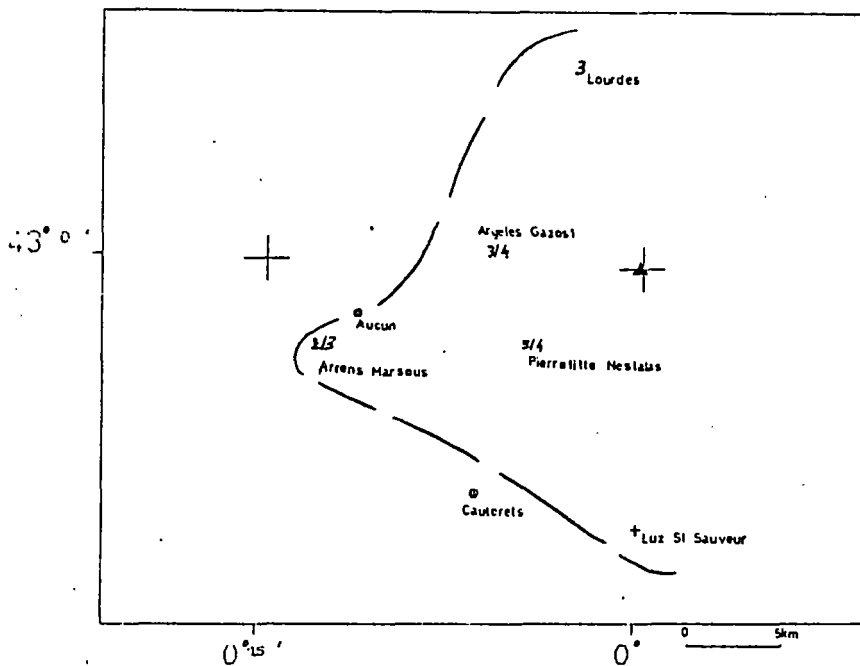 3 Lourdes
Argeles Gazost
3/4
43° 0'
Aucun
2/3
3/4
Arrens Marsous
Pierrefitte Nestalas
Cauterets
+ Luz St Sauveur
0 5km
0°15'
0°